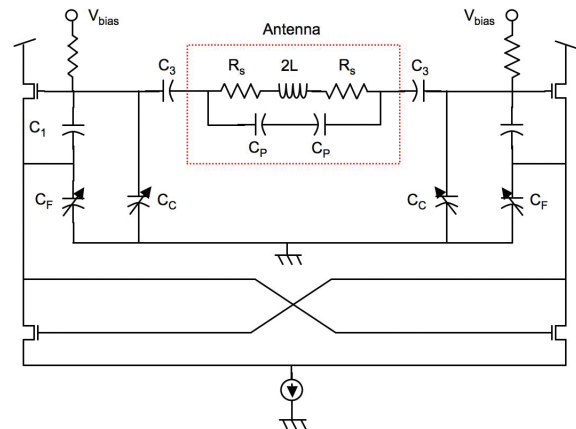 Antenna
V_bias
V_bias
C_3
R_s
2L
R_s
C_3
C_1
C_P
C_P
C_F
C_C
C_C
C_F